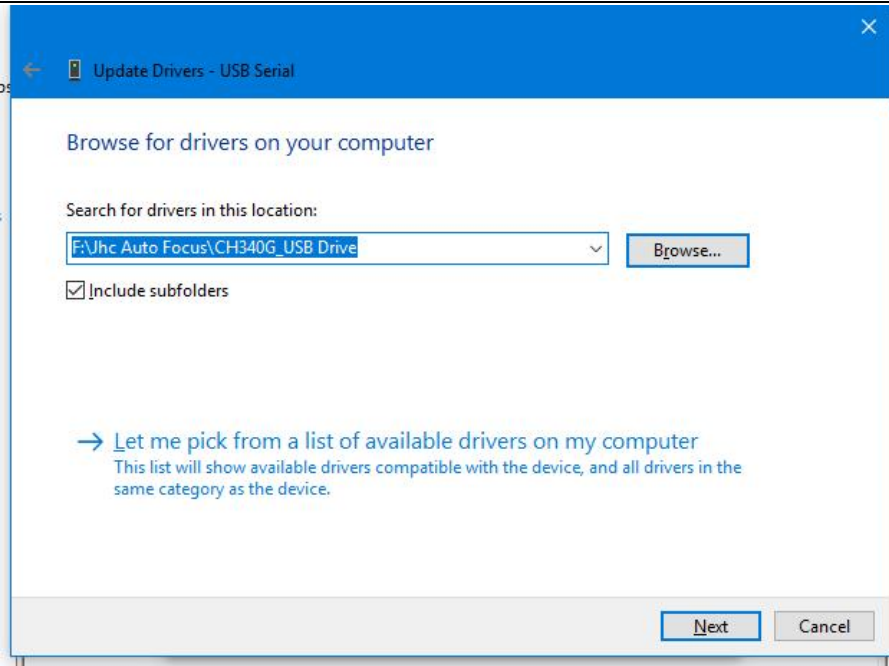 Update Drivers - USB Serial
Browse for drivers on your computer
Search for drivers in this location:
F:\Jhc Auto Focus\CH340G_USB Drive
Browse...
Include subfolders
Let me pick from a list of available drivers on my computer
This list will show available drivers compatible with the device, and all drivers in the
same category as the device.
Next
Cancel